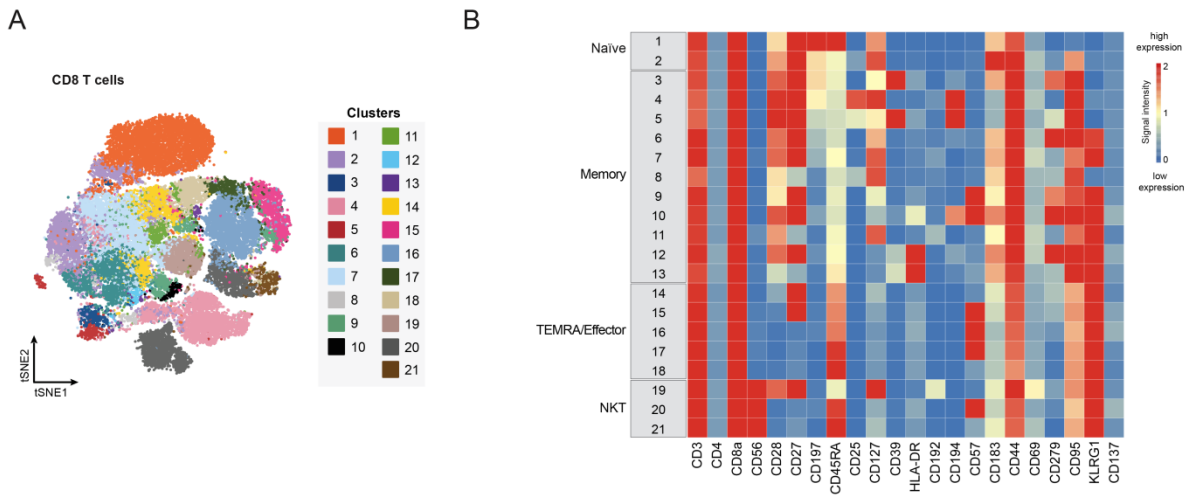 A
CD8 T cells
Clusters
1 11
2 12
3 13
4 14
5 15
6 16
7 17
8 18
9 19
10 20
21
tSNE2
tSNE1
B
Naïve
Memory
TEMRA/Effector
NKT
1
2
3
4
5
6
7
8
9
10
11
12
13
14
15
16
17
18
19
20
21
CD3
CD4
CD8a
CD56
CD28
CD27
CD197
CD45RA
CD25
CD127
CD39
HLA-DR
CD192
CD194
CD57
CD183
CD44
CD69
CD279
CD95
KLRG1
CD137
high
expression
2
1
0
Signal intensity
low
expression